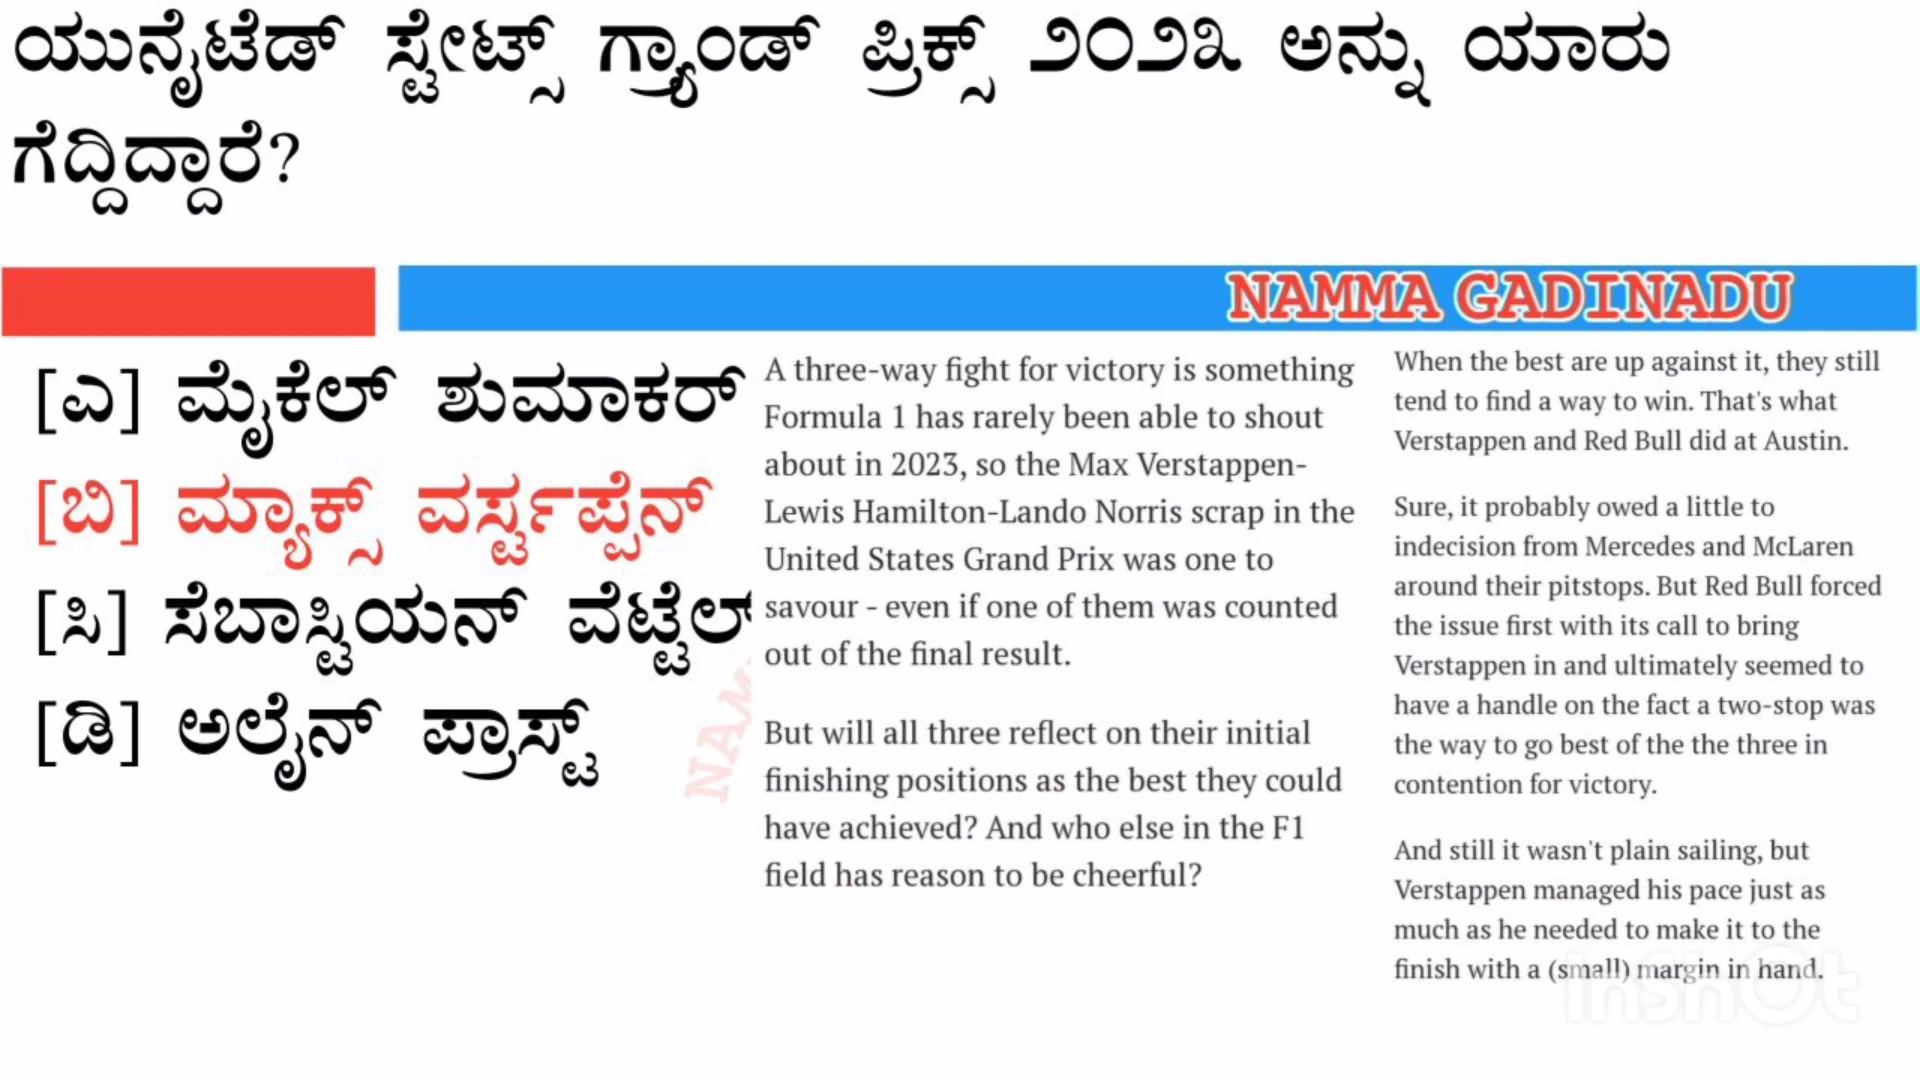 ಯುನೈಟೆಡ್ ಸ್ಟೇಟ್ಸ್ ಗ್ರ್ಯಾಂಡ್ ಪ್ರಿಕ್ಸ್ ೨೦೨೩ ಅನ್ನು ಯಾರು
ಗೆದ್ದಿದ್ದಾರೆ?
NAMMA GADINADU
[ಎ] ಮೈಕೆಲ್ ಶುಮಾಕರ್
[ಬಿ] ಮ್ಯಾಕ್ಸ್ ವರ್ಸ್ಟಪ್ಪೆನ್
[ಸಿ] ಸೆಬಾಸ್ಟಿಯನ್ ವೆಟ್ಟೆಲ್
[ಡಿ] ಅಲೈನ್ ಪ್ರಾಸ್ಟ್
NAM
A three-way fight for victory is something
Formula 1 has rarely been able to shout
about in 2023, so the Max Verstappen-
Lewis Hamilton-Lando Norris scrap in the
United States Grand Prix was one to
savour - even if one of them was counted
out of the final result.
But will all three reflect on their initial
finishing positions as the best they could
have achieved? And who else in the F1
field has reason to be cheerful?
When the best are up against it, they still
tend to find a way to win. That's what
Verstappen and Red Bull did at Austin.
Sure, it probably owed a little to
indecision from Mercedes and McLaren
around their pitstops. But Red Bull forced
the issue first with its call to bring
Verstappen in and ultimately seemed to
have a handle on the fact a two-stop was
the way to go best of the the three in
contention for victory.
And still it wasn't plain sailing, but
Verstappen managed his pace just as
much as he needed to make it to the
finish with a (small) margin in hand.
InShOt